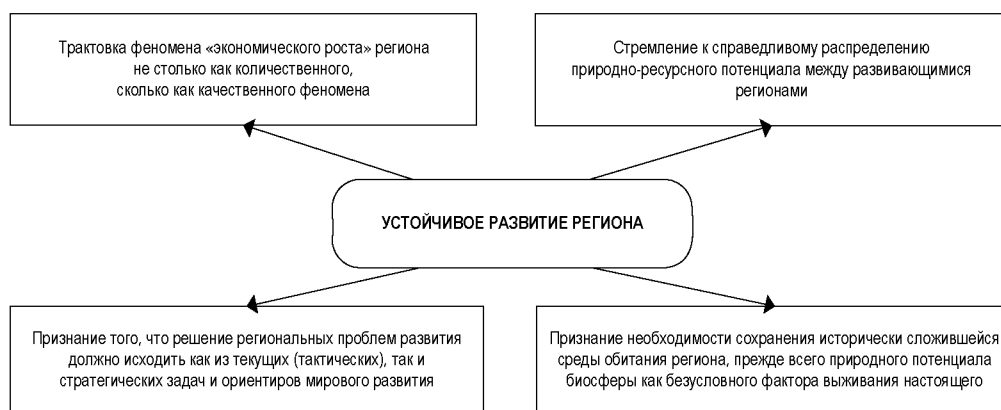 Трактовка феномена «экономического роста» региона
не столько как количественного,
сколько как качественного феномена
Стремление к справедливому распределению
природно-ресурсного потенциала между развивающимися
регионами
УСТОЙЧИВОЕ РАЗВИТИЕ РЕГИОНА
Признание того, что решение региональных проблем развития
должно исходить как из текущих (тактических), так и
стратегических задач и ориентиров мирового развития
Признание необходимости сохранения исторически сложившейся
среды обитания региона, прежде всего природного потенциала
биосферы как безусловного фактора выживания настоящего